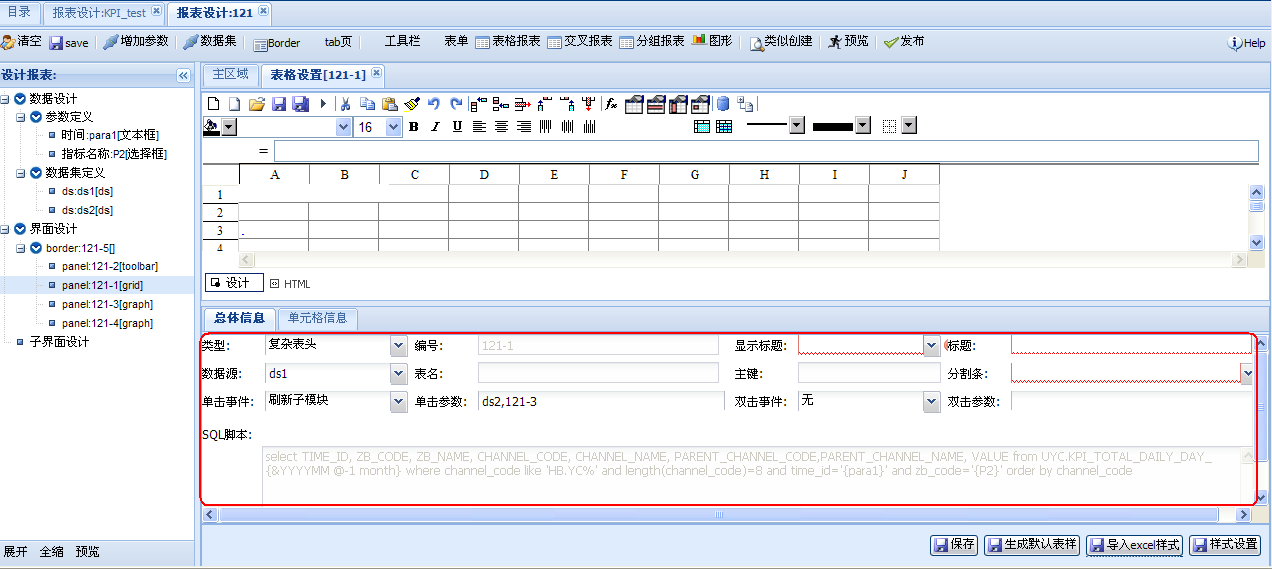 目录 报表设计:KPI_test 报表设计:121
清空 save 增加参数 数据集 Border tab页 工具栏 表单 表格报表 交叉报表 分组报表 图形 类似创建 预览 发布 Help
设计报表:
数据设计
参数定义
时间:para1[文本框]
指标名称:P2[选择框]
数据集定义
ds:ds1[ds]
ds:ds2[ds]
界面设计
border:121-5[]
panel:121-2[toolbar]
panel:121-1[grid]
panel:121-3[graph]
panel:121-4[graph]
子界面设计
展开 全缩 预览
主区域 表格设置[121-1]
16 B I U
=
A B C D E F G H I J
1
2
3 .
4
设计 HTML
总体信息 单元格信息
类型: 复杂表头 编号: 121-1 显示标题: 标题:
数据源: ds1 表名: 主键: 分割条:
单击事件: 刷新子模块 单击参数: ds2,121-3 双击事件: 无 双击参数:
SQL脚本:
select TIME_ID, ZB_CODE, ZB_NAME, CHANNEL_CODE, CHANNEL_NAME, PARENT_CHANNEL_CODE,PARENT_CHANNEL_NAME, VALUE from UYC.KPI_TOTAL_DAILY_DAY_
{&YYYYMM @-1 month} where channel_code like 'HB.YC%' and length(channel_code)=8 and time_id='{para1}' and zb_code='{P2}' order by channel_code
保存 生成默认表样 导入excel样式 样式设置